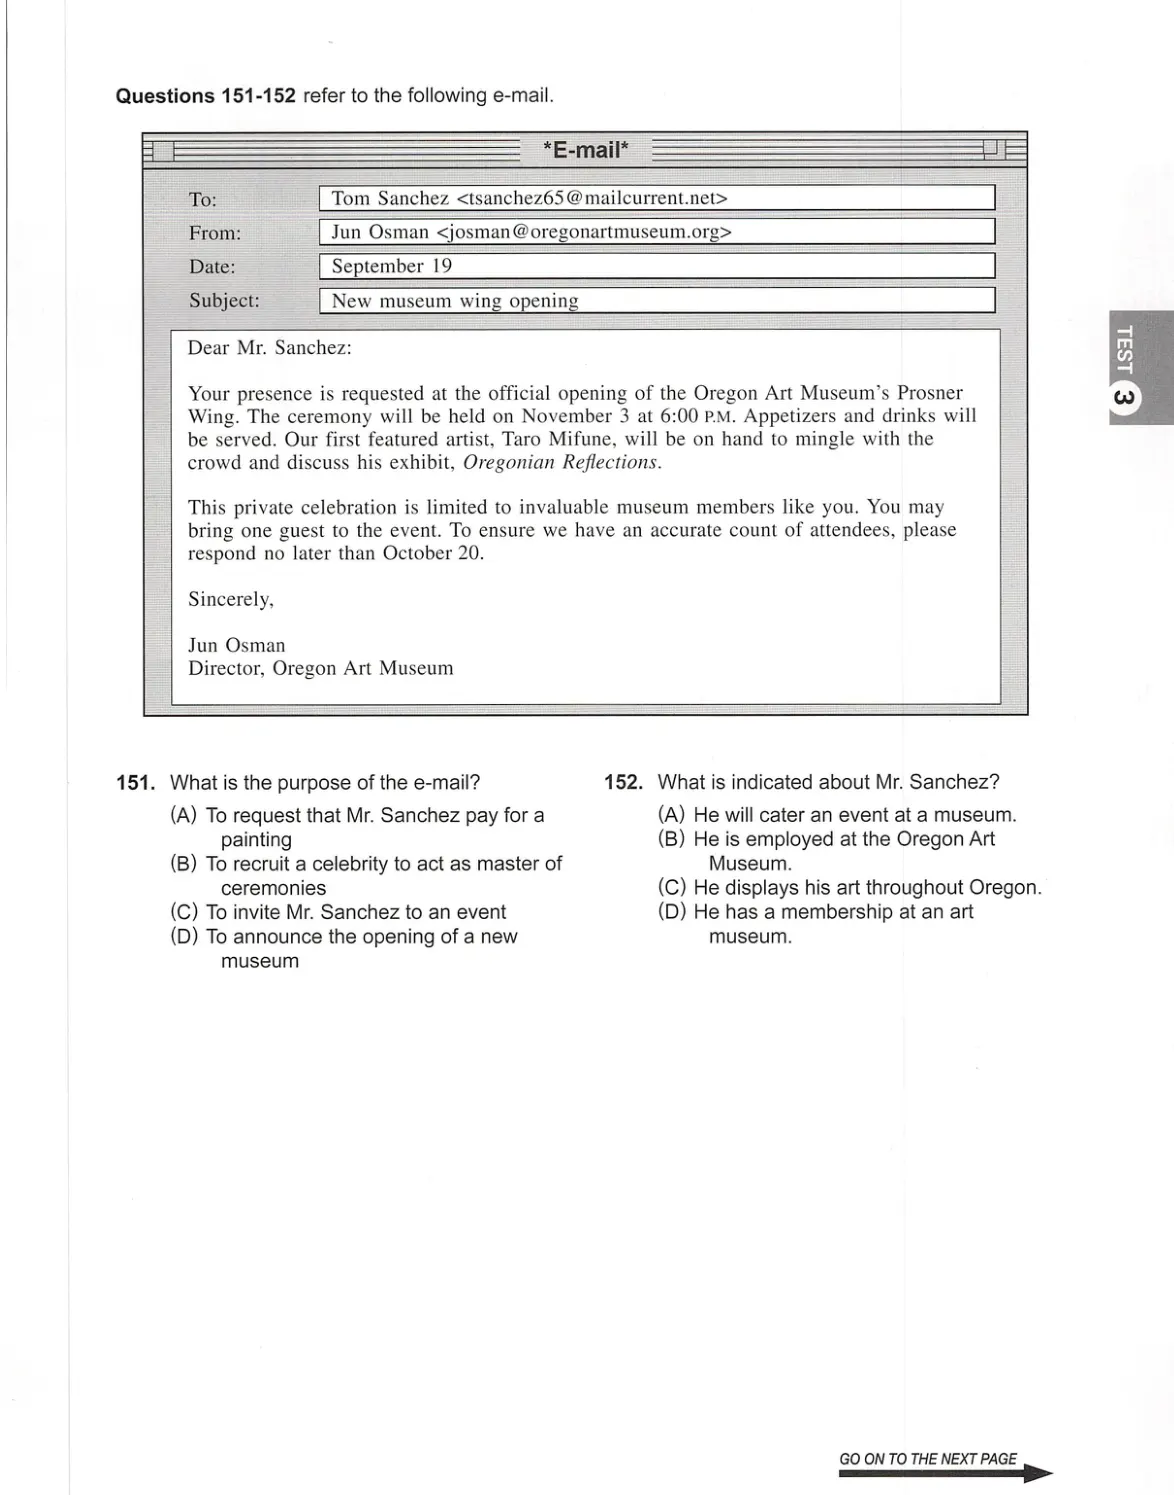 Questions 151-152 refer to the following e-mail.
*E-mail*
To: Tom Sanchez <tsanchez65@mailcurrent.net>
From: Jun Osman <josman@oregonartmuseum.org>
Date: September 19
Subject: New museum wing opening
Dear Mr. Sanchez:
Your presence is requested at the official opening of the Oregon Art Museum's Prosner
Wing. The ceremony will be held on November 3 at 6:00 P.M. Appetizers and drinks will
be served. Our first featured artist, Taro Mifune, will be on hand to mingle with the
crowd and discuss his exhibit, Oregonian Reflections.
This private celebration is limited to invaluable museum members like you. You may
bring one guest to the event. To ensure we have an accurate count of attendees, please
respond no later than October 20.
Sincerely,
Jun Osman
Director, Oregon Art Museum
TEST 3
151. What is the purpose of the e-mail?
(A) To request that Mr. Sanchez pay for a
painting
(B) To recruit a celebrity to act as master of
ceremonies
(C) To invite Mr. Sanchez to an event
(D) To announce the opening of a new
museum
152. What is indicated about Mr. Sanchez?
(A) He will cater an event at a museum.
(B) He is employed at the Oregon Art
Museum.
(C) He displays his art throughout Oregon.
(D) He has a membership at an art
museum.
GO ON TO THE NEXT PAGE